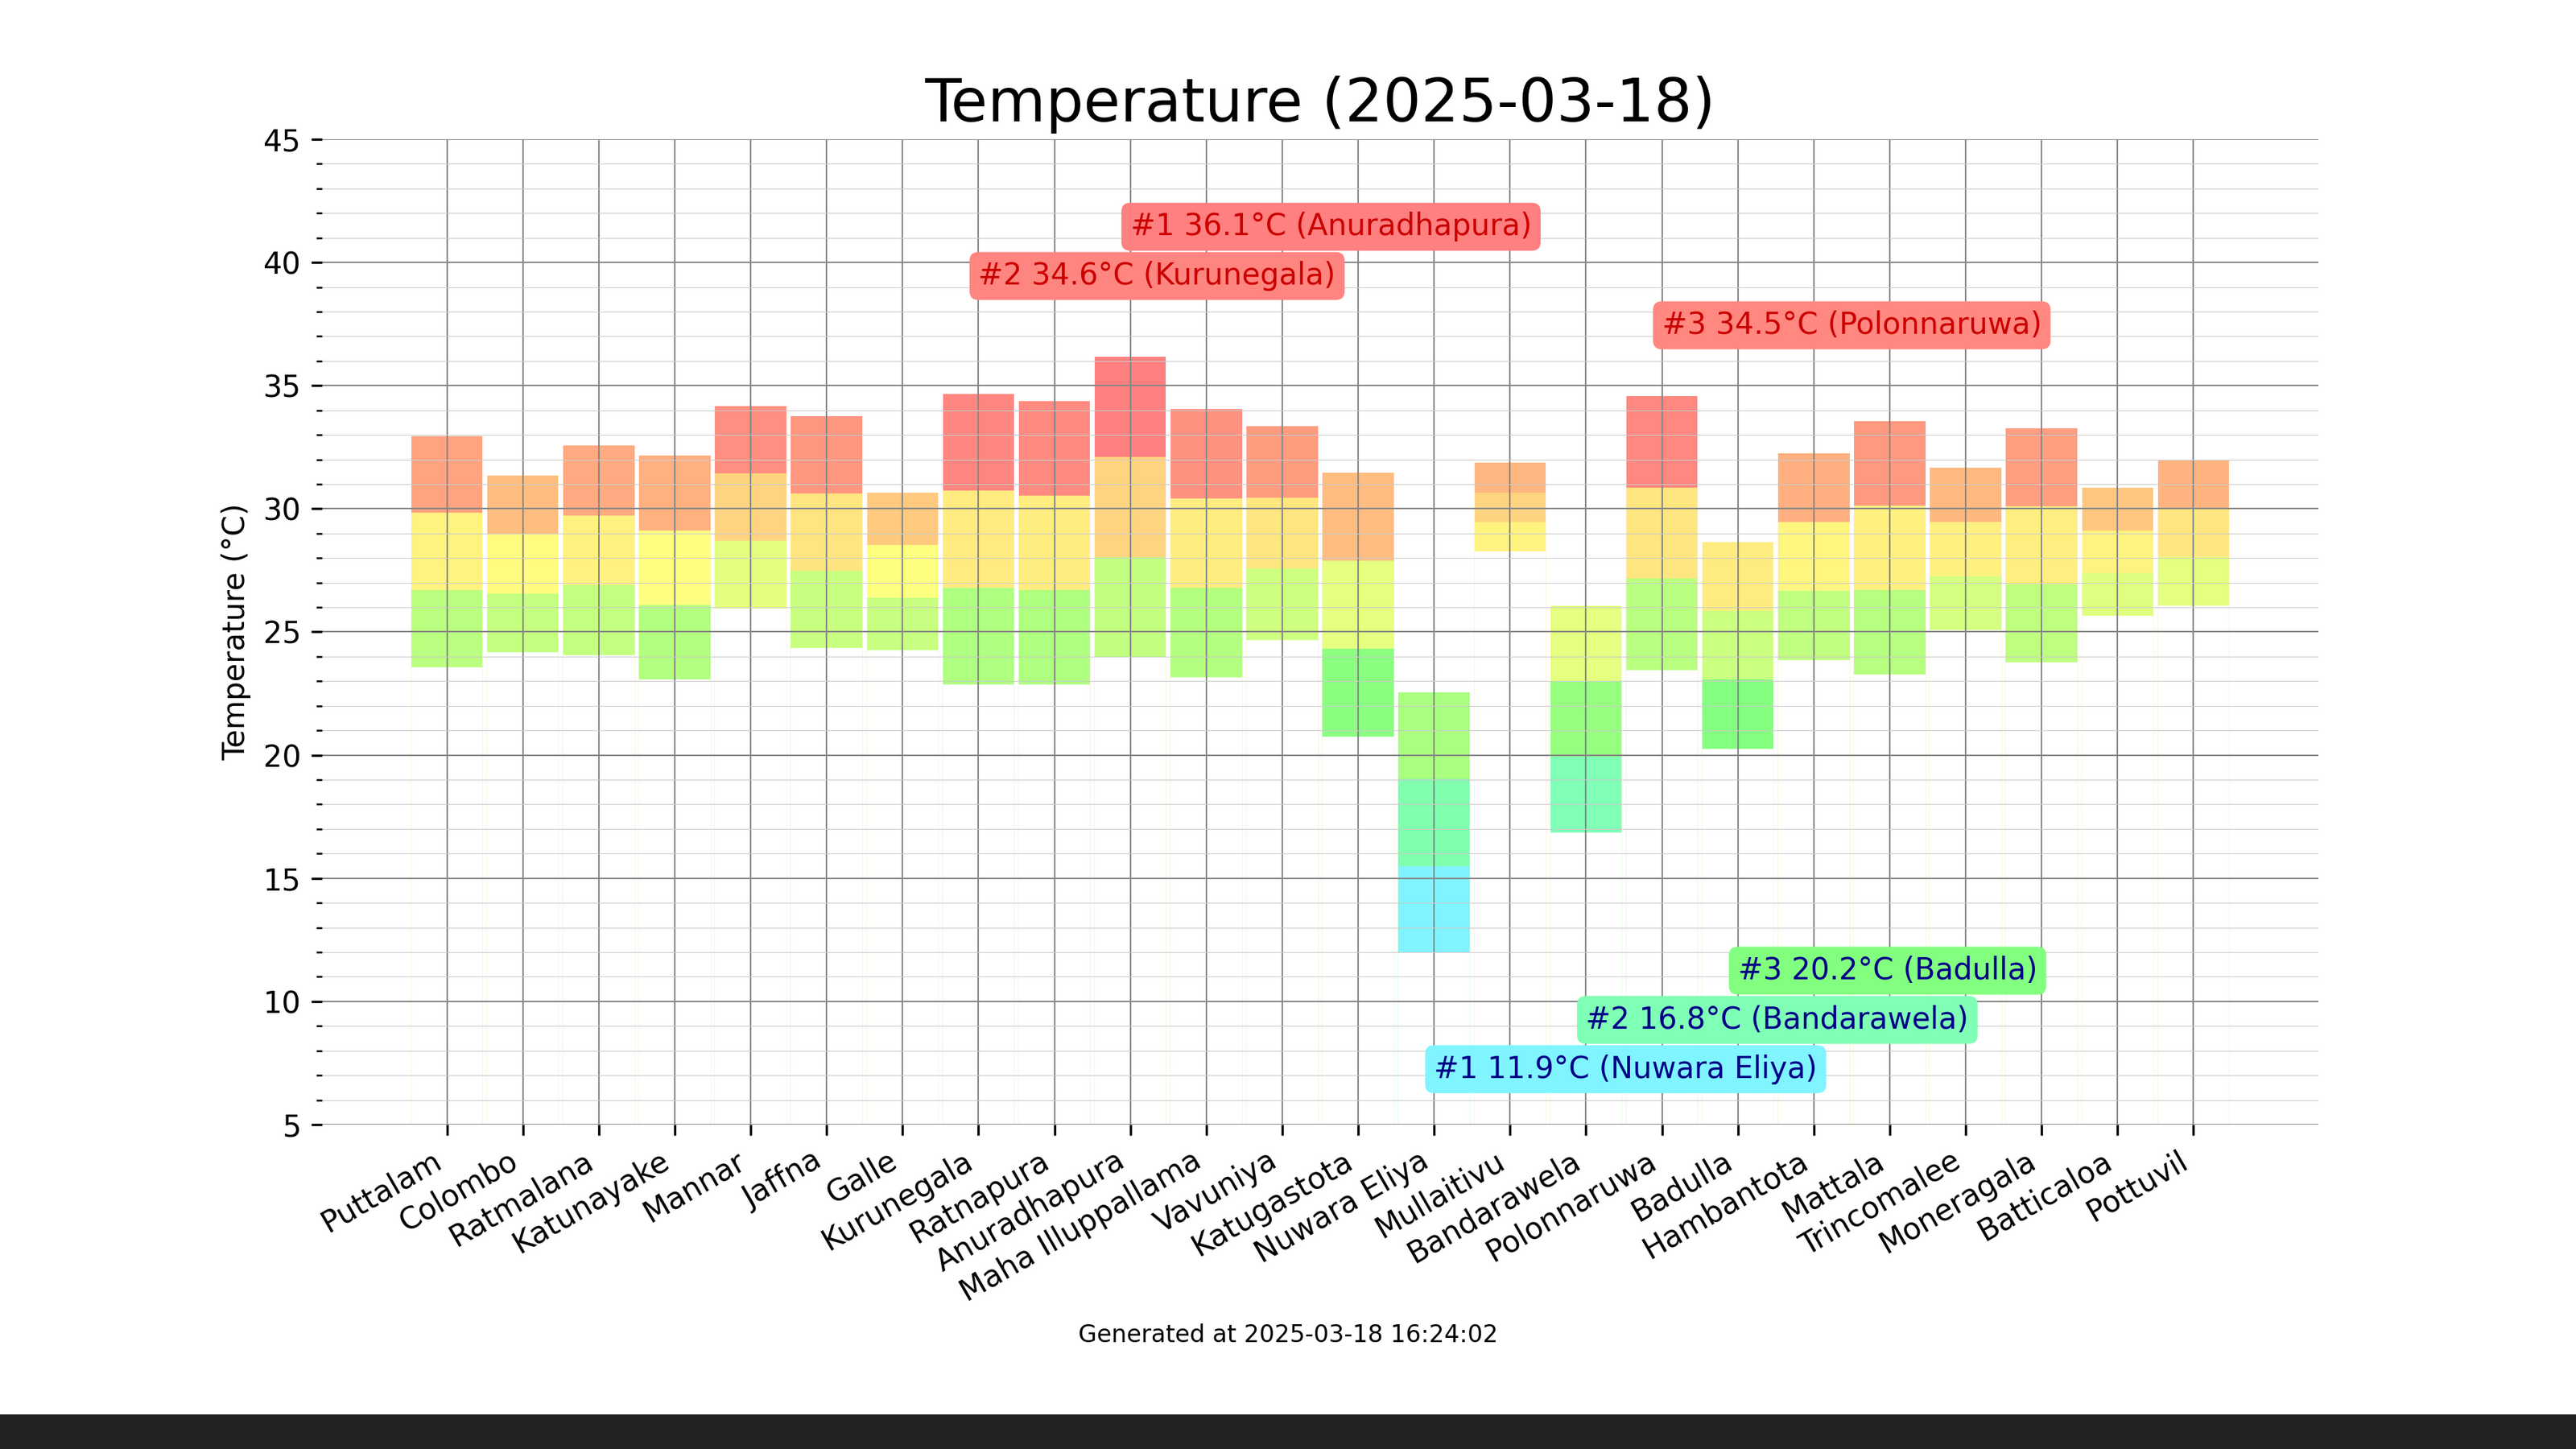 Temperature (2025-03-18)
45
40
35
30
25
20
15
10
5
Temperature (°C)
#1 36.1°C (Anuradhapura)
#2 34.6°C (Kurunegala)
#3 34.5°C (Polonnaruwa)
#3 20.2°C (Badulla)
#2 16.8°C (Bandarawela)
#1 11.9°C (Nuwara Eliya)
Puttalam
Colombo
Ratmalana
Katunayake
Mannar
Jaffna
Galle
Kurunegala
Ratnapura
Anuradhapura
Maha Illuppallama
Vavuniya
Katugastota
Nuwara Eliya
Mullaitivu
Bandarawela
Polonnaruwa
Badulla
Hambantota
Mattala
Trincomalee
Moneragala
Batticaloa
Pottuvil
Generated at 2025-03-18 16:24:02